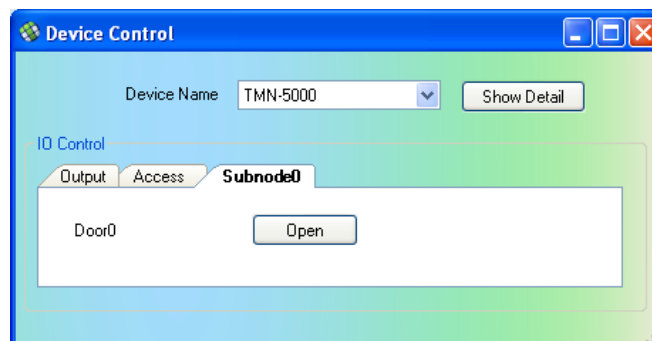 Device Control
Device Name TMN-5000 Show Detail
IO Control
Output Access Subnode0
Door0 Open